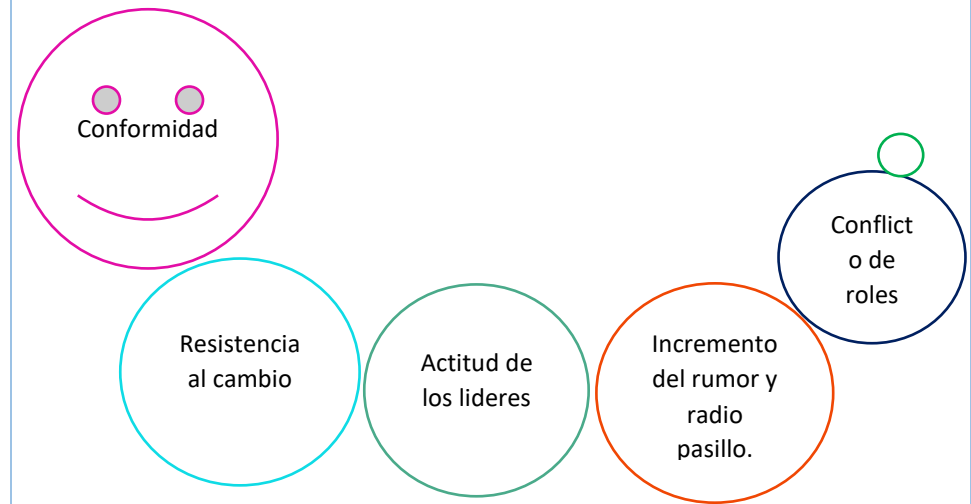 Conformidad
Resistencia
al cambio
Actitud de
los lideres
Incremento
del rumor y
radio
pasillo.
Conflict
o de
roles